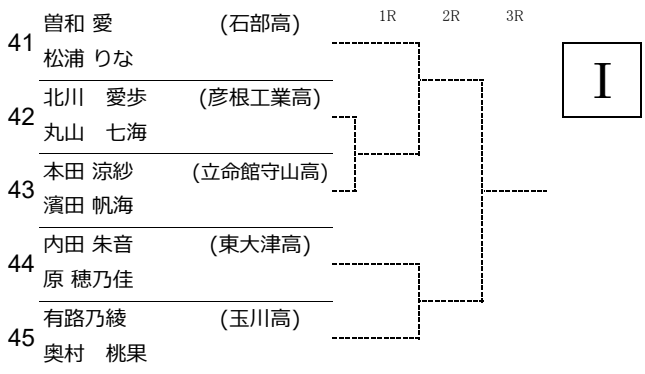 1R 2R 3R
I
41 曽和 愛 (石部高)
松浦 りな
42 北川 愛歩 (彦根工業高)
丸山 七海
43 本田 涼紗 (立命館守山高)
濱田 帆海
44 内田 朱音 (東大津高)
原 穂乃佳
45 有路乃綾 (玉川高)
奥村 桃果